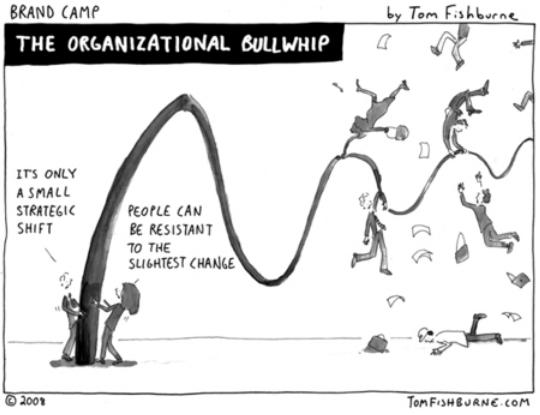 BRAND CAMP
by Tom Fishburne
THE ORGANIZATIONAL BULLWHIP
IT'S ONLY
A SMALL
STRATEGIC
SHIFT
PEOPLE CAN
BE RESISTANT
TO THE
SLIGHTEST CHANGE
© 2008
TOMFISHBURNE.COM